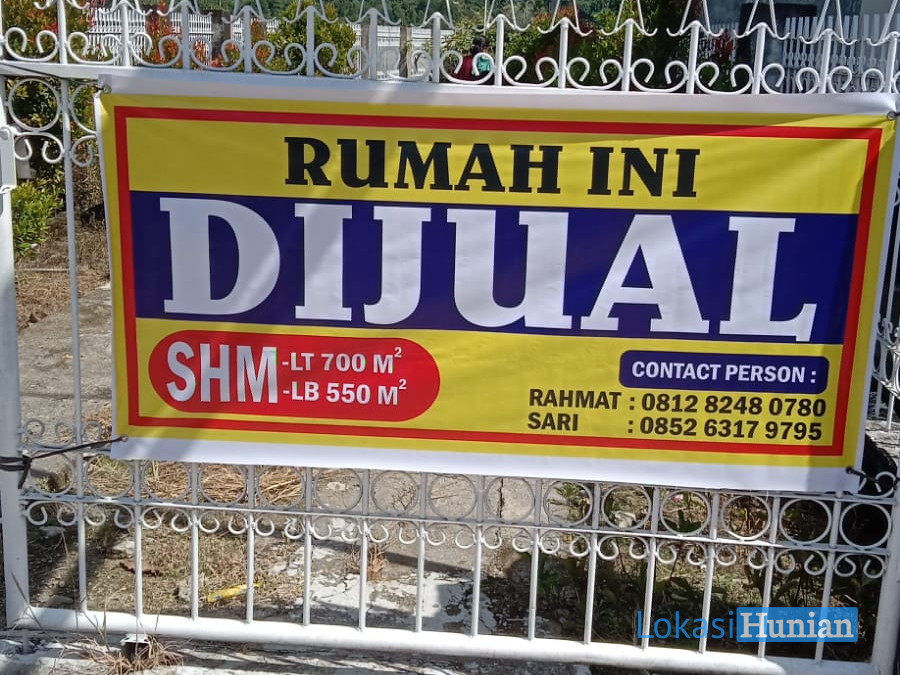 RUMAH INI
DIJUAL
SHM -LT 700 M²
-LB 550 M²
CONTACT PERSON :
RAHMAT : 0812 8248 0780
SARI : 0852 6317 9795
LokasiHunian